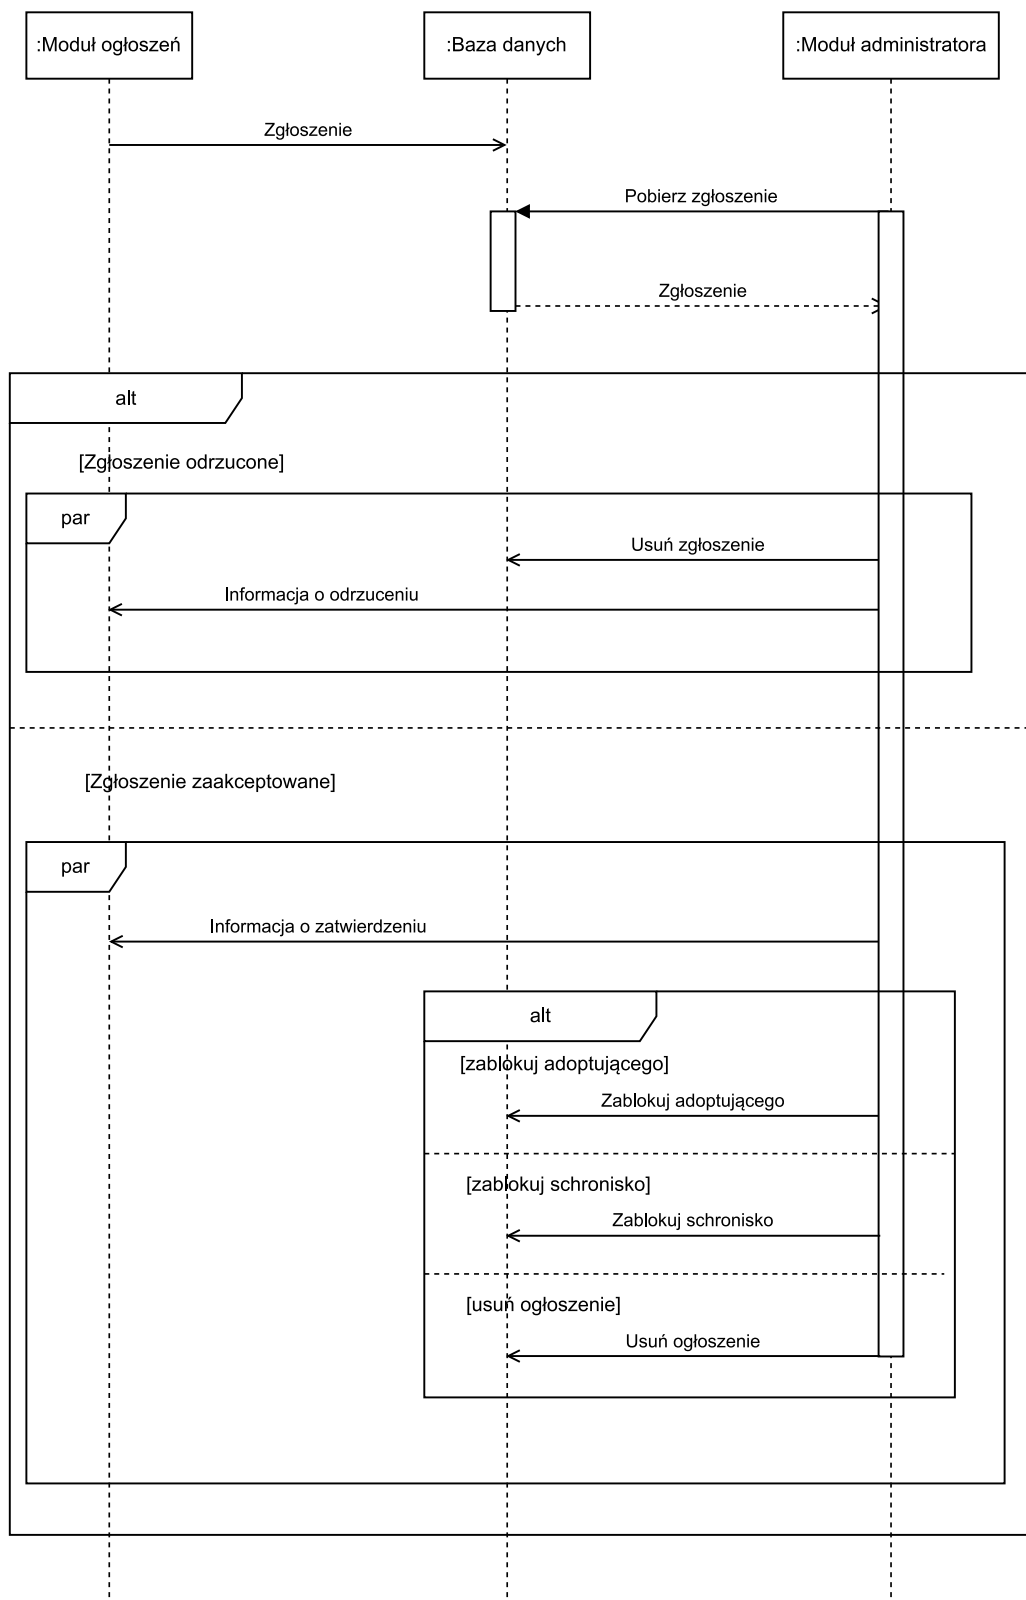 :Moduł ogłoszeń
:Baza danych
:Moduł administratora
Zgłoszenie
Pobierz zgłoszenie
Zgłoszenie
alt
[Zgłoszenie odrzucone]
par
Usuń zgłoszenie
Informacja o odrzuceniu
[Zgłoszenie zaakceptowane]
par
Informacja o zatwierdzeniu
alt
[zablokuj adoptującego]
Zablokuj adoptującego
[zablokuj schronisko]
Zablokuj schronisko
[usuń ogłoszenie]
Usuń ogłoszenie